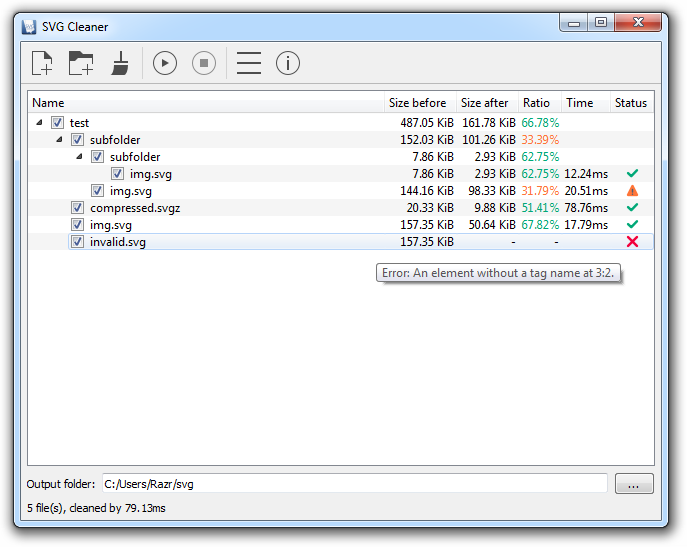 SVG Cleaner
Name Size before Size after Ratio Time Status
test 487.05 KiB 161.78 KiB 66.78%
subfolder 152.03 KiB 101.26 KiB 33.39%
subfolder 7.86 KiB 2.93 KiB 62.75%
img.svg 7.86 KiB 2.93 KiB 62.75% 12.24ms
img.svg 144.16 KiB 98.33 KiB 31.79% 20.51ms
compressed.svgz 20.33 KiB 9.88 KiB 51.41% 78.76ms
img.svg 157.35 KiB 50.64 KiB 67.82% 17.79ms
invalid.svg 157.35 KiB - -
Error: An element without a tag name at 3:2.
Output folder: C:/Users/Razr/svg ...
5 file(s), cleaned by 79.13ms